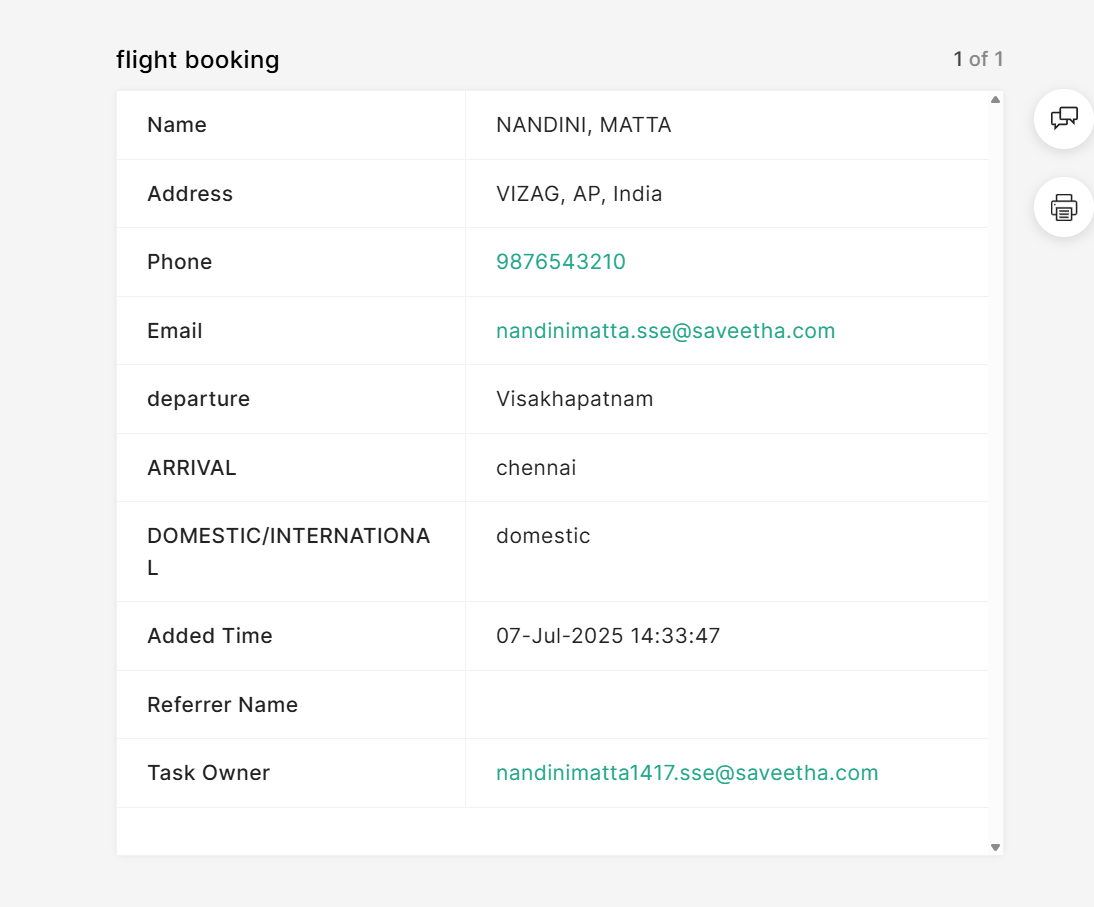 flight booking
1 of 1
Name NANDINI, MATTA
Address VIZAG, AP, India
Phone 9876543210
Email nandinimatta.sse@saveetha.com
departure Visakhapatnam
ARRIVAL chennai
DOMESTIC/INTERNATIONA domestic
L
Added Time 07-Jul-2025 14:33:47
Referrer Name
Task Owner nandinimatta1417.sse@saveetha.com